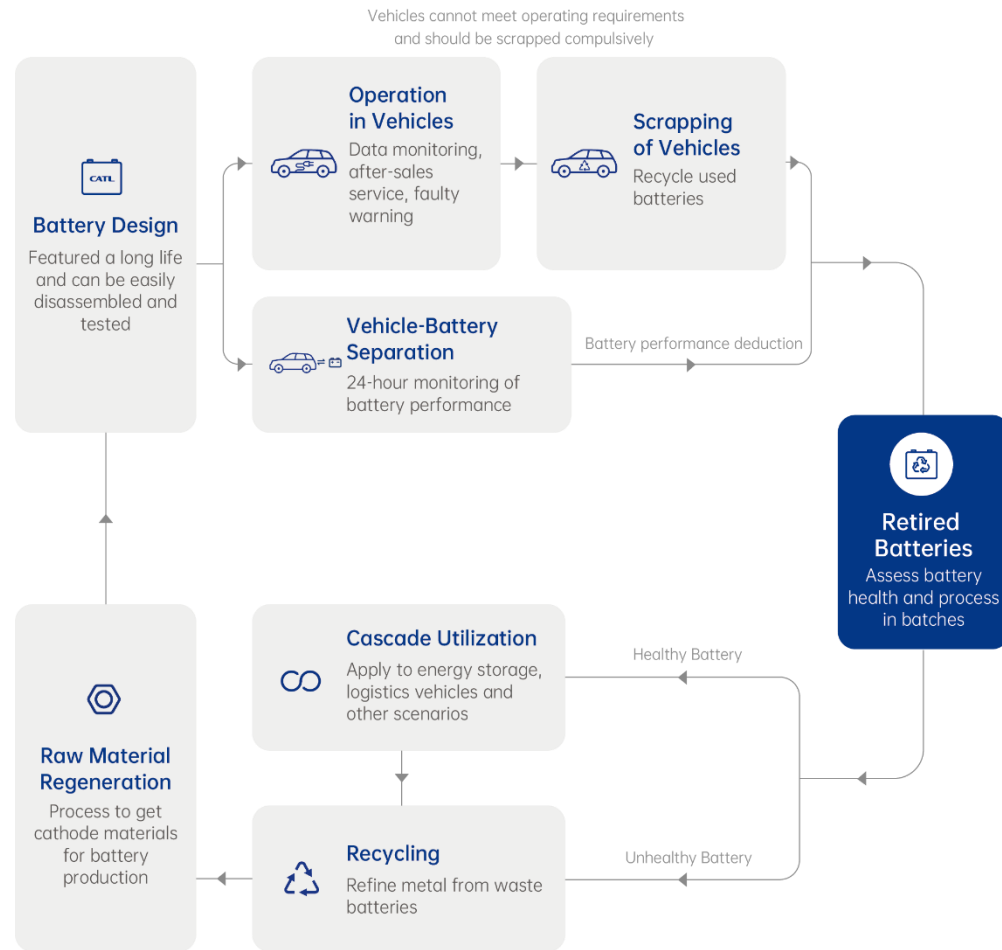 Vehicles cannot meet operating requirements
and should be scrapped compulsively
CATL
Battery Design
Featured a long life
and can be easily
disassembled and
tested
Operation
in Vehicles
Data monitoring,
after-sales
service, faulty
warning
Scrapping
of Vehicles
Recycle used
batteries
Vehicle-Battery
Separation
24-hour monitoring of
battery performance
Battery performance deduction
Retired
Batteries
Assess battery
health and process
in batches
Healthy Battery
Cascade Utilization
Apply to energy storage,
logistics vehicles and
other scenarios
Unhealthy Battery
Recycling
Refine metal from waste
batteries
Raw Material
Regeneration
Process to get
cathode materials
for battery
production